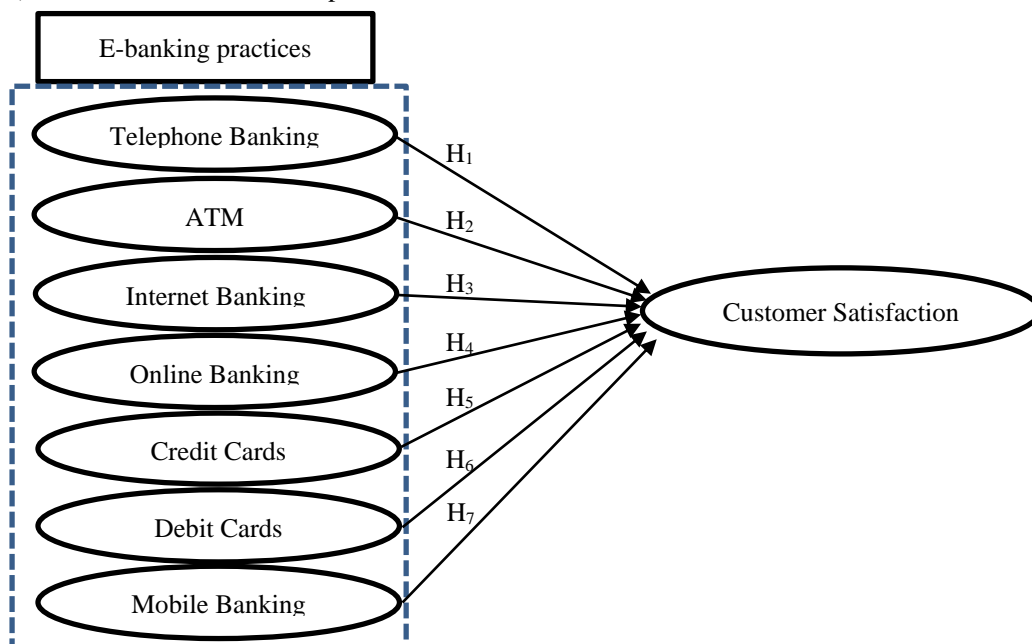 E-banking practices
Telephone Banking
H₁
ATM
H₂
Internet Banking
H₃
Customer Satisfaction
Online Banking
H₄
Credit Cards
H₅
H₆
Debit Cards
H₇
Mobile Banking